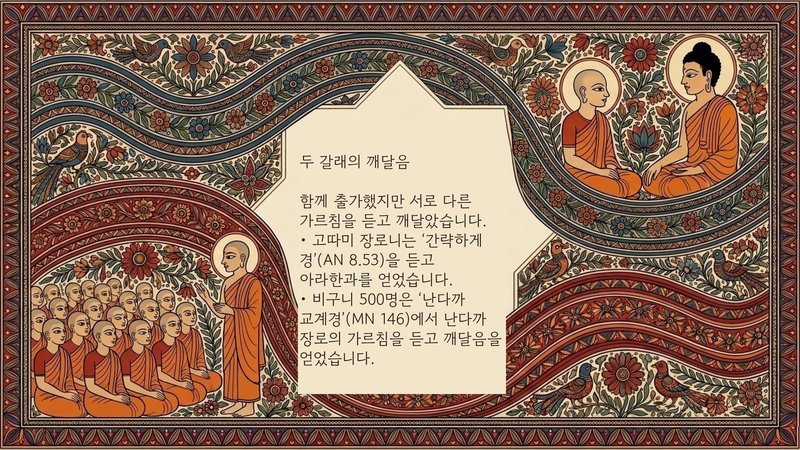 두 갈래의 깨달음
함께 출가했지만 서로 다른
가르침을 듣고 깨달았습니다.
• 고따미 장로니는 ‘간략하게
경’(AN 8.53)을 듣고
아라한과를 얻었습니다.
• 비구니 500명은 ‘난다까
교계경’(MN 146)에서 난다까
장로의 가르침을 듣고 깨달음을
얻었습니다.